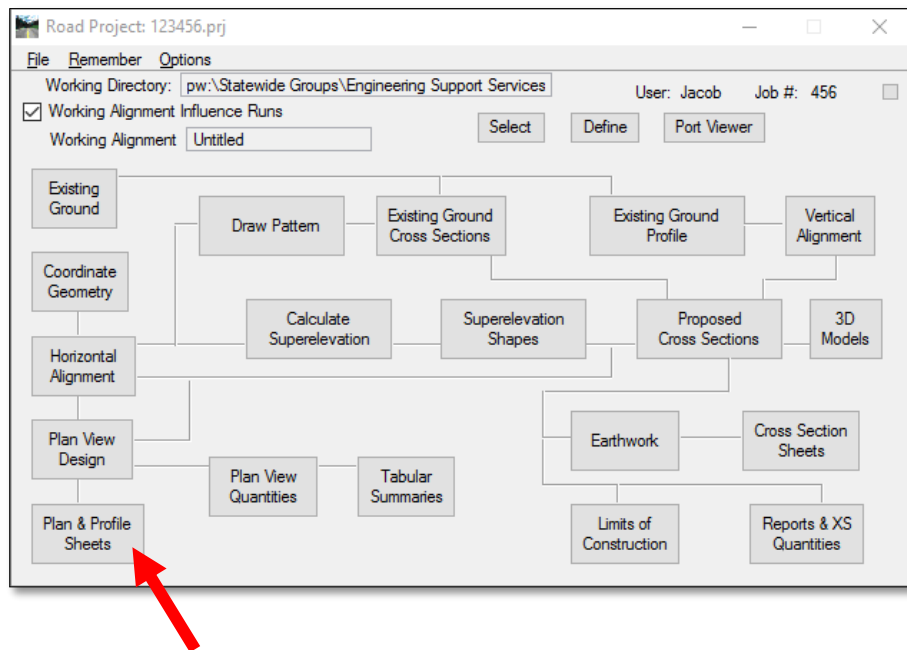 Road Project: 123456.prj
File Remember Options
Working Directory: pw:\Statewide Groups\Engineering Support Services
User: Jacob Job #: 456
Working Alignment Influence Runs
Working Alignment Untitled
Select Define Port Viewer
Existing
Ground
Draw Pattern
Existing Ground
Cross Sections
Existing Ground
Profile
Vertical
Alignment
Coordinate
Geometry
Calculate
Superelevation
Superelevation
Shapes
Proposed
Cross Sections
3D
Models
Horizontal
Alignment
Plan View
Design
Earthwork
Cross Section
Sheets
Plan View
Quantities
Tabular
Summaries
Plan & Profile
Sheets
Limits of
Construction
Reports & XS
Quantities